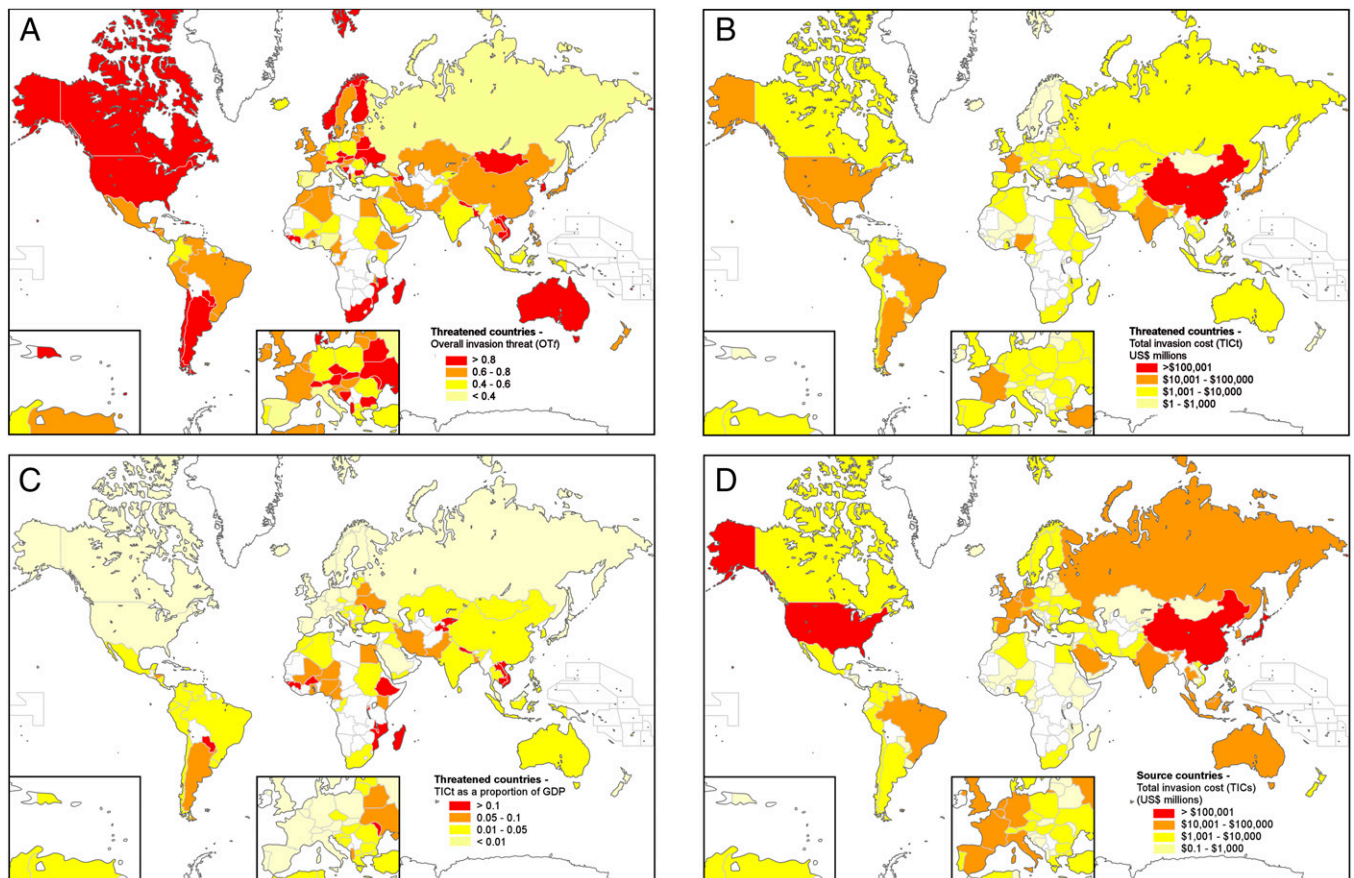 A
Threatened countries -
Overall invasion threat (OTt)
> 0.8
0.6 - 0.8
0.4 - 0.6
< 0.4
B
Threatened countries -
Total invasion cost (TICt)
US$ millions
>$100,001
$10,001 - $100,000
$1,001 - $10,000
$1 - $1,000
C
Threatened countries -
TICt as a proportion of GDP
> 0.1
0.05 - 0.1
0.01 - 0.05
< 0.01
D
Source countries -
Total invasion cost (TICs)
(US$ millions)
> $100,001
$10,001 - $100,000
$1,001 - $10,000
$0.1 - $1,000